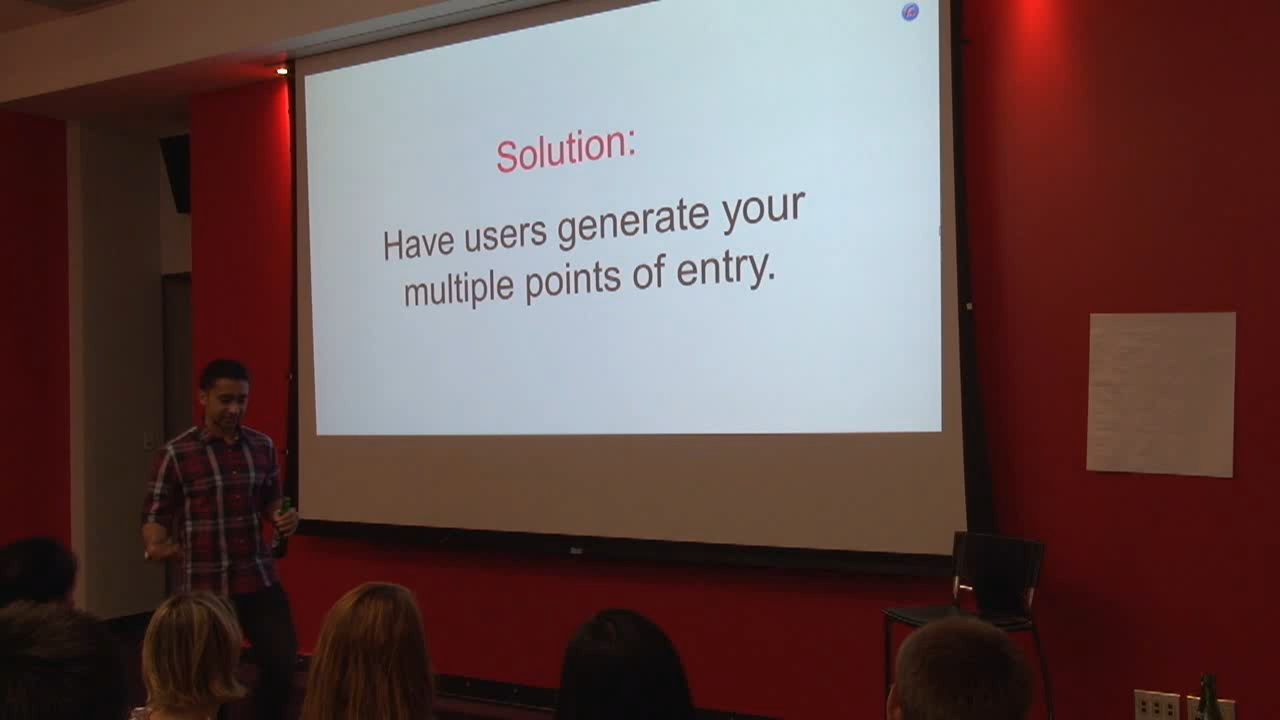 Solution:
Have users generate your
multiple points of entry.